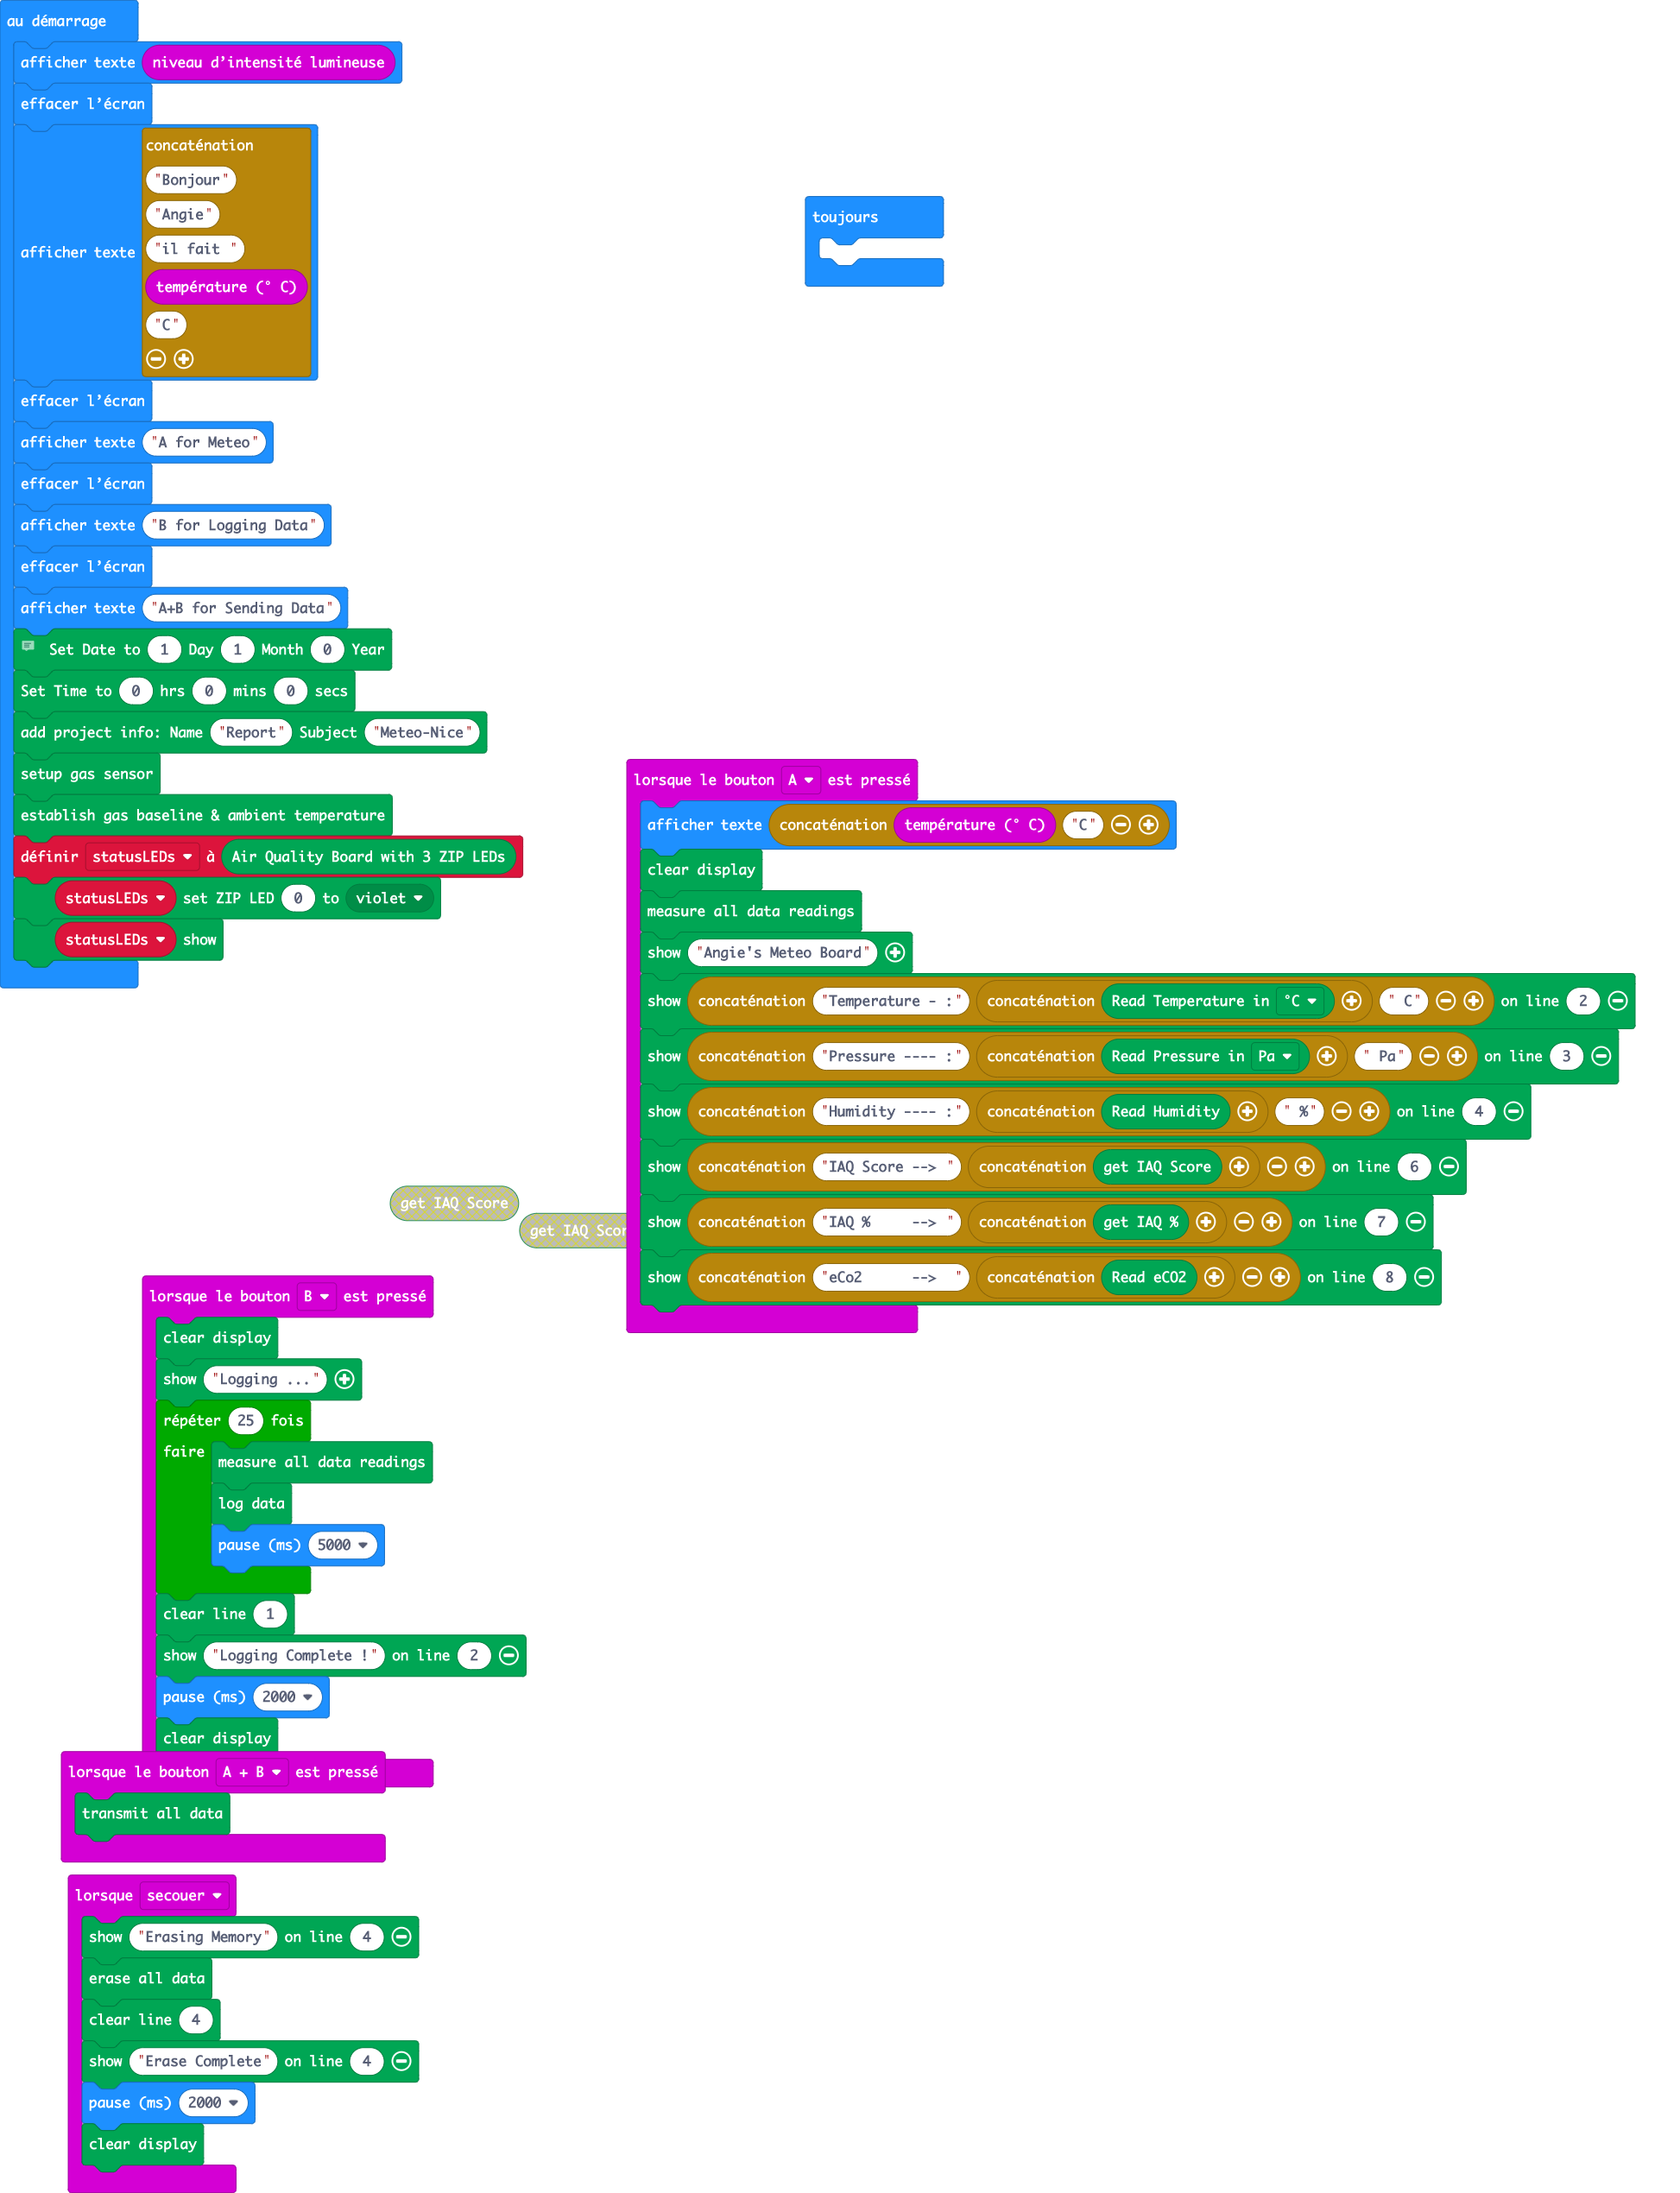 au démarrage
afficher texte niveau d'intensité lumineuse
effacer l'écran
afficher texte
concaténation
"Bonjour"
"Angie"
"il fait "
température (° C)
"C"
effacer l'écran
afficher texte "A for Meteo"
effacer l'écran
afficher texte "B for Logging Data"
effacer l'écran
afficher texte "A+B for Sending Data"
Set Date to 1 Day 1 Month 0 Year
Set Time to 0 hrs 0 mins 0 secs
add project info: Name "Report" Subject "Meteo-Nice"
setup gas sensor
establish gas baseline & ambient temperature
définir statusLEDs à Air Quality Board with 3 ZIP LEDs
statusLEDs set ZIP LED 0 to violet
statusLEDs show
toujours
lorsque le bouton A est pressé
afficher texte concaténation température (° C) "C"
clear display
measure all data readings
show "Angie's Meteo Board"
show concaténation "Temperature - :" concaténation Read Temperature in °C " C" on line 2
show concaténation "Pressure ---- :" concaténation Read Pressure in Pa " Pa" on line 3
show concaténation "Humidity ---- :" concaténation Read Humidity " %" on line 4
show concaténation "IAQ Score --> " concaténation get IAQ Score on line 6
show concaténation "IAQ %     --> " concaténation get IAQ % on line 7
show concaténation "eCo2      -->  " concaténation Read eCO2 on line 8
get IAQ Score
get IAQ Scor
lorsque le bouton B est pressé
clear display
show "Logging ..."
répéter 25 fois
faire
measure all data readings
log data
pause (ms) 5000
clear line 1
show "Logging Complete !" on line 2
pause (ms) 2000
clear display
lorsque le bouton A + B est pressé
transmit all data
lorsque secouer
show "Erasing Memory" on line 4
erase all data
clear line 4
show "Erase Complete" on line 4
pause (ms) 2000
clear display